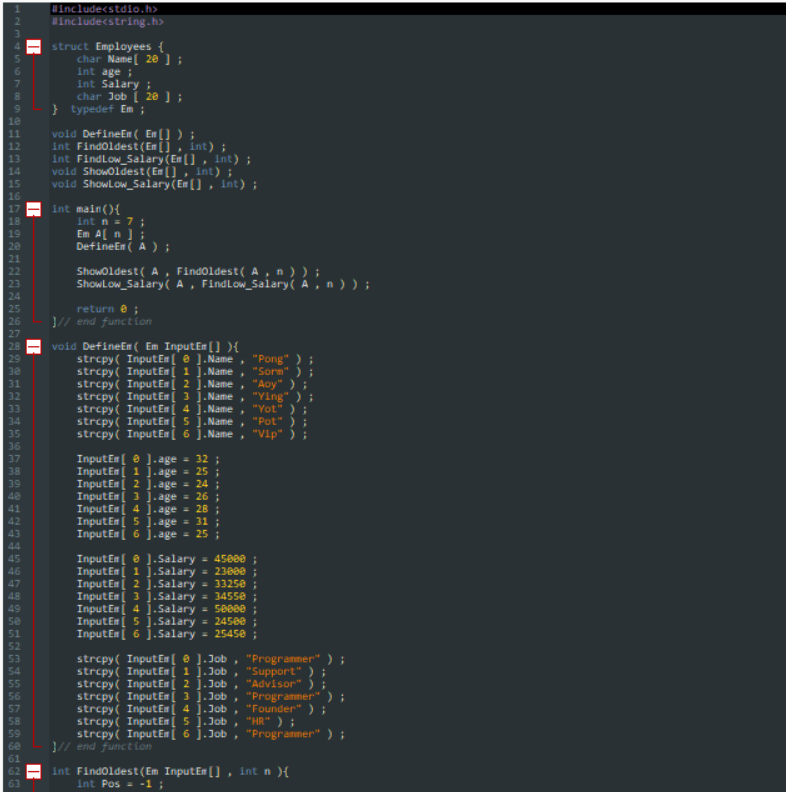 1 #include<stdio.h>
2 #include<string.h>
3
4 struct Employees {
5 char Name[ 20 ] ;
6 int age ;
7 int Salary ;
8 char Job [ 20 ] ;
9 } typedef Em ;
10
11 void DefineEm( Em[] ) ;
12 int FindOldest(Em[] , int) ;
13 int FindLow_Salary(Em[] , int) ;
14 void ShowOldest(Em[] , int) ;
15 void ShowLow_Salary(Em[] , int) ;
16
17 int main(){
18 int n = 7 ;
19 Em A[ n ] ;
20 DefineEm( A ) ;
21
22 ShowOldest( A , FindOldest( A , n ) ) ;
23 ShowLow_Salary( A , FindLow_Salary( A , n ) ) ;
24
25 return 0 ;
26 }// end function
27
28 void DefineEm( Em InputEm[] ){
29 strcpy( InputEm[ 0 ].Name , "Pong" ) ;
30 strcpy( InputEm[ 1 ].Name , "Sorm" ) ;
31 strcpy( InputEm[ 2 ].Name , "Aoy" ) ;
32 strcpy( InputEm[ 3 ].Name , "Ying" ) ;
33 strcpy( InputEm[ 4 ].Name , "Yot" ) ;
34 strcpy( InputEm[ 5 ].Name , "Pot" ) ;
35 strcpy( InputEm[ 6 ].Name , "Vip" ) ;
36
37 InputEm[ 0 ].age = 32 ;
38 InputEm[ 1 ].age = 25 ;
39 InputEm[ 2 ].age = 24 ;
40 InputEm[ 3 ].age = 26 ;
41 InputEm[ 4 ].age = 28 ;
42 InputEm[ 5 ].age = 31 ;
43 InputEm[ 6 ].age = 25 ;
44
45 InputEm[ 0 ].Salary = 45000 ;
46 InputEm[ 1 ].Salary = 23000 ;
47 InputEm[ 2 ].Salary = 33250 ;
48 InputEm[ 3 ].Salary = 34550 ;
49 InputEm[ 4 ].Salary = 50000 ;
50 InputEm[ 5 ].Salary = 24500 ;
51 InputEm[ 6 ].Salary = 25450 ;
52
53 strcpy( InputEm[ 0 ].Job , "Programmer" ) ;
54 strcpy( InputEm[ 1 ].Job , "Support" ) ;
55 strcpy( InputEm[ 2 ].Job , "Advisor" ) ;
56 strcpy( InputEm[ 3 ].Job , "Programmer" ) ;
57 strcpy( InputEm[ 4 ].Job , "Founder" ) ;
58 strcpy( InputEm[ 5 ].Job , "HR" ) ;
59 strcpy( InputEm[ 6 ].Job , "Programmer" ) ;
60 }// end function
61
62 int FindOldest(Em InputEm[] , int n ){
63 int Pos = -1 ;